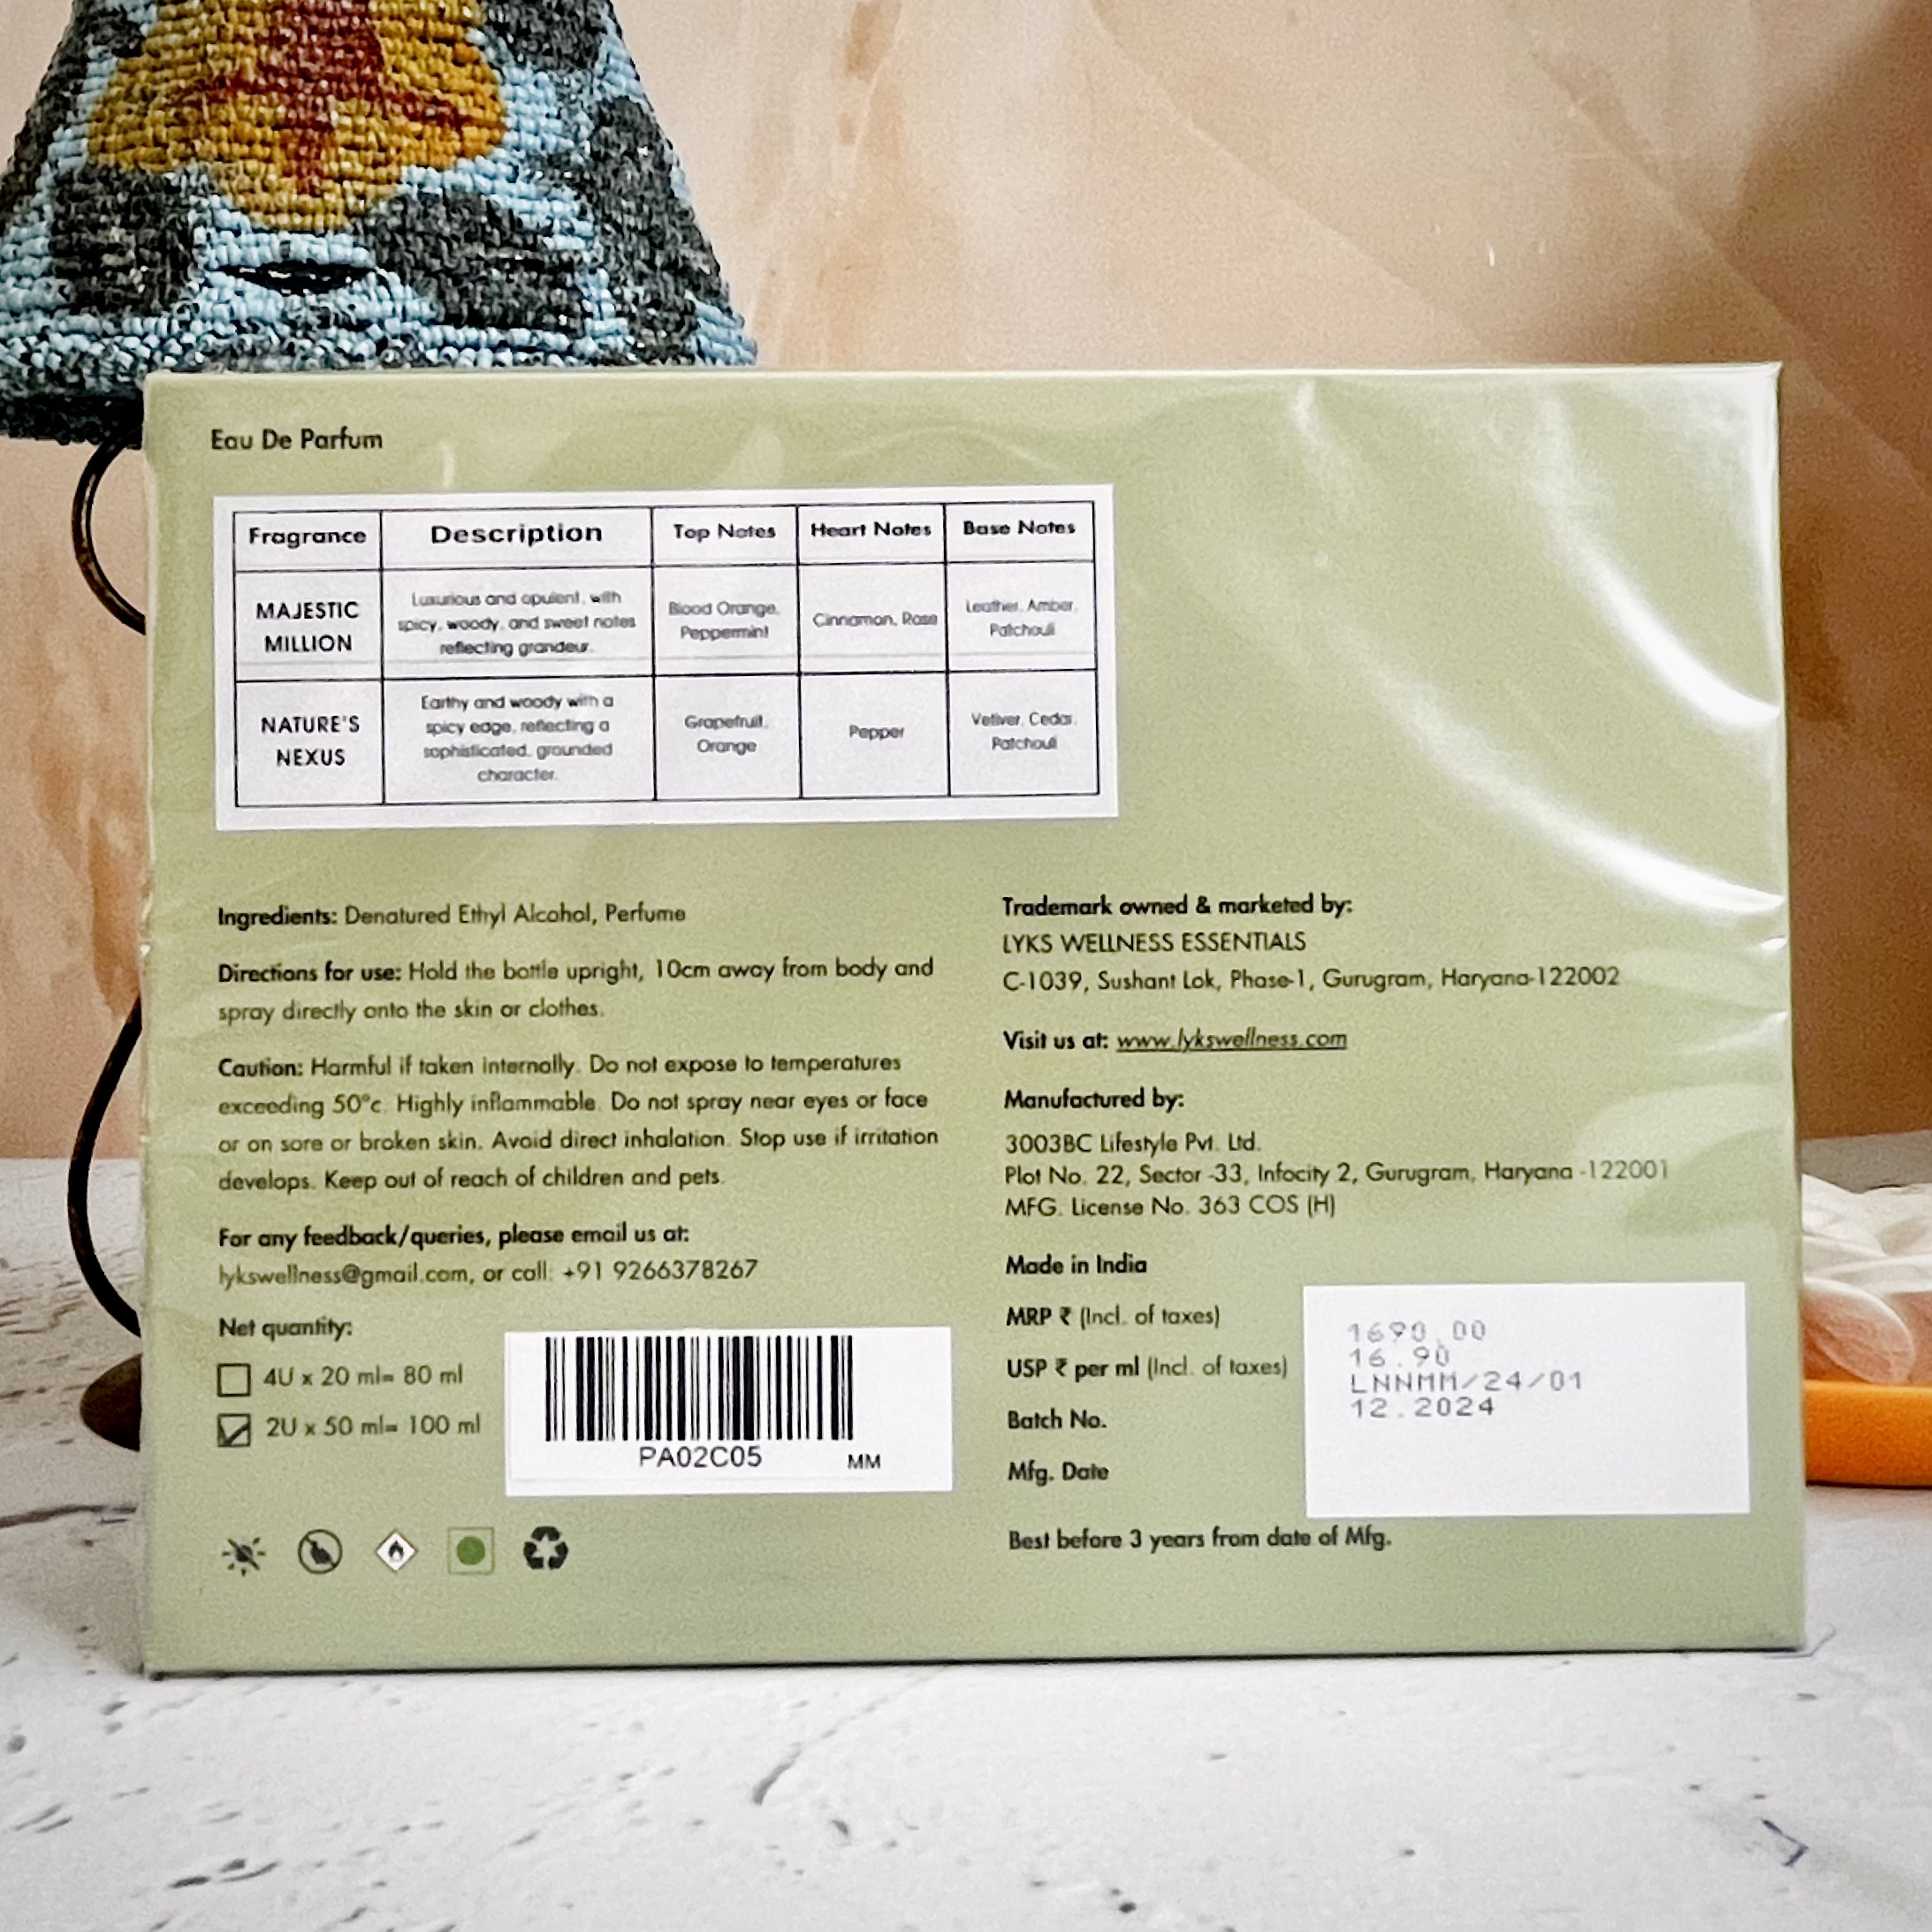 Eau De Parfum
Fragrance Description Top Notes Heart Notes Base Notes
MAJESTIC MILLION
Luxurious and opulent, with
spicy, woody, and sweet notes
reflecting grandeur.
Blood Orange,
Peppermint
Cinnamon, Rose
Leather, Amber,
Patchouli
NATURE'S NEXUS
Earthy and woody with a
spicy edge, reflecting a
sophisticated, grounded
character.
Grapefruit,
Orange
Pepper
Vetiver, Cedar,
Patchouli
Ingredients: Denatured Ethyl Alcohol, Perfume
Directions for use: Hold the bottle upright, 10cm away from body and
spray directly onto the skin or clothes.
Caution: Harmful if taken internally. Do not expose to temperatures
exceeding 50°c. Highly inflammable. Do not spray near eyes or face
or on sore or broken skin. Avoid direct inhalation. Stop use if irritation
develops. Keep out of reach of children and pets.
For any feedback/queries, please email us at:
lykswellness@gmail.com, or call: +91 9266378267
Net quantity:
4U x 20 ml= 80 ml
2U x 50 ml= 100 ml
PA02C05 MM
Trademark owned & marketed by:
LYKS WELLNESS ESSENTIALS
C-1039, Sushant Lok, Phase-1, Gurugram, Haryana-122002
Visit us at: www.lykswellness.com
Manufactured by:
3003BC Lifestyle Pvt. Ltd.
Plot No. 22, Sector -33, Infocity 2, Gurugram, Haryana -122001
MFG. License No. 363 COS (H)
Made in India
MRP ₹ (Incl. of taxes)
USP ₹ per ml (Incl. of taxes)
Batch No.
Mfg. Date
1690.00
16.90
LNNMM/24/01
12.2024
Best before 3 years from date of Mfg.